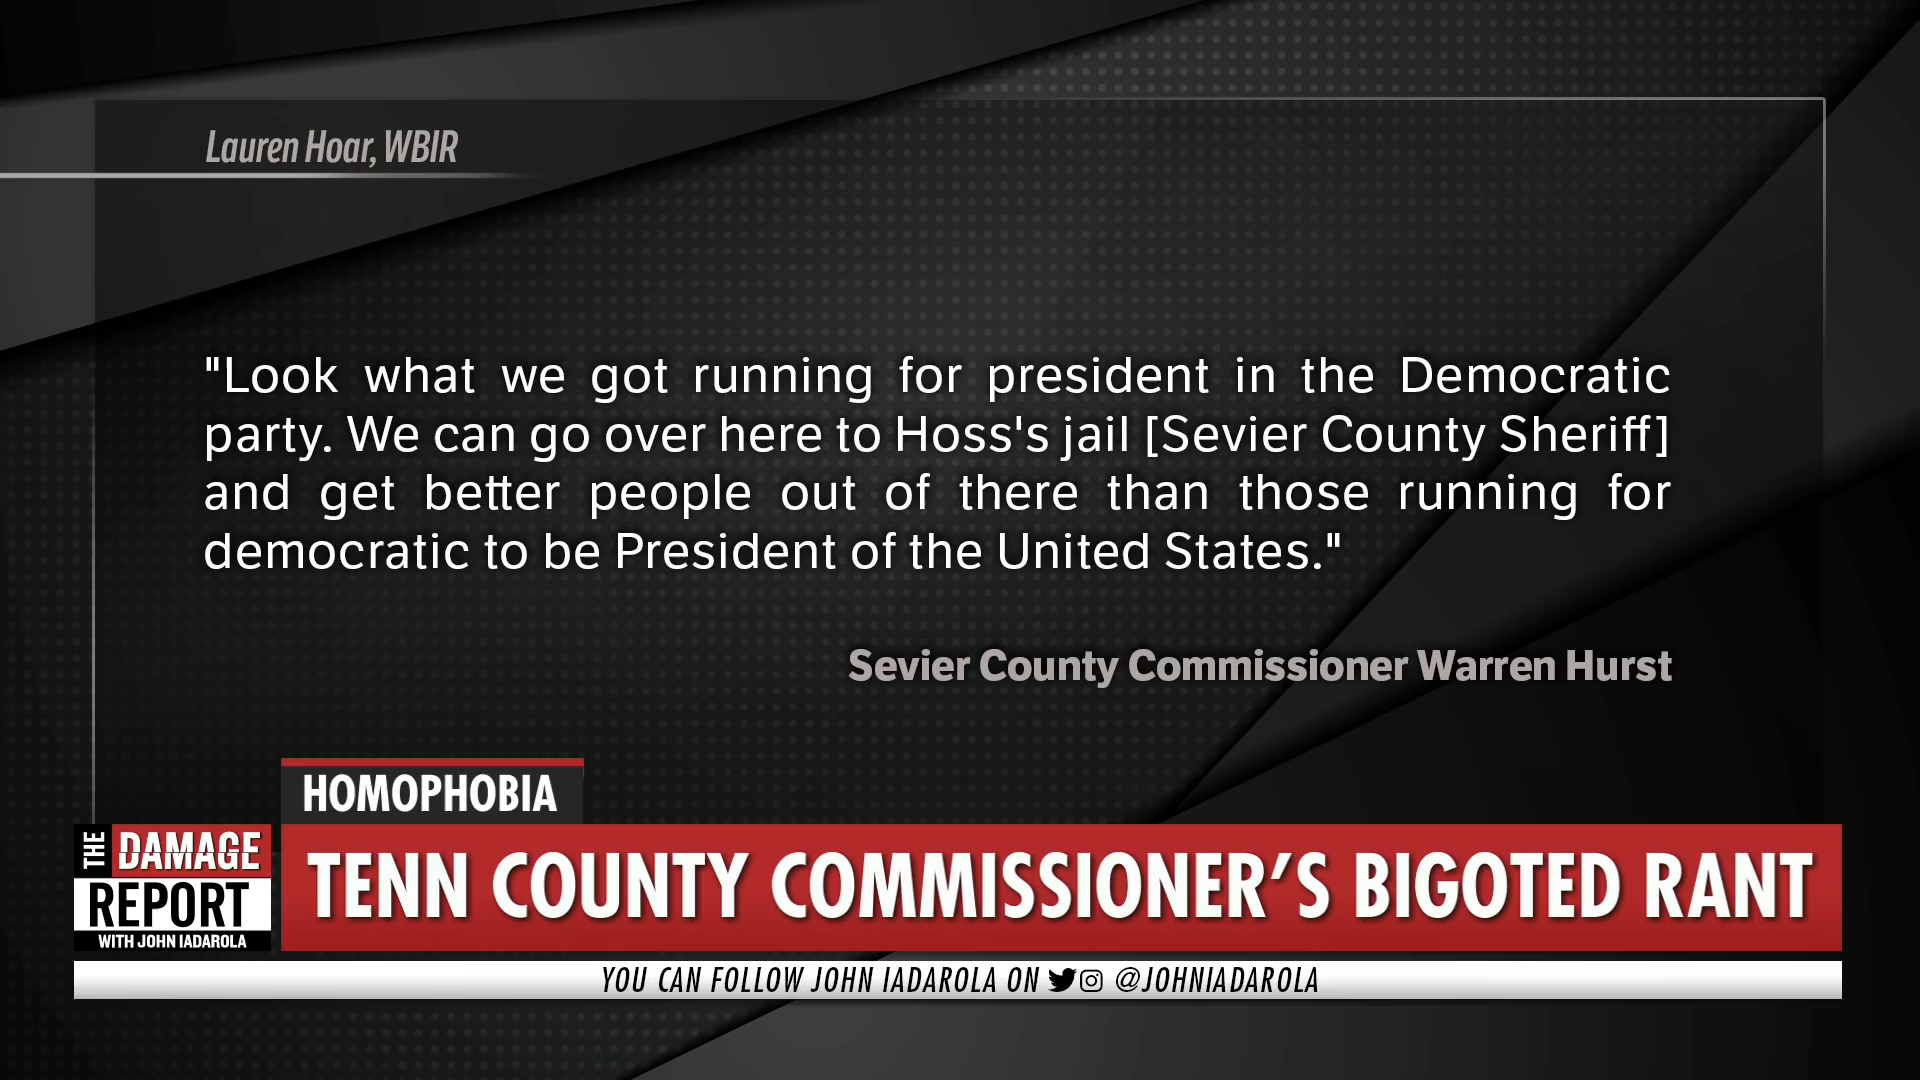 Lauren Hoar, WBIR
"Look what we got running for president in the Democratic
party. We can go over here to Hoss's jail [Sevier County Sheriff]
and get better people out of there than those running for
democratic to be President of the United States."
Sevier County Commissioner Warren Hurst
HOMOPHOBIA
THE DAMAGE
REPORT
WITH JOHN IADAROLA
TENN COUNTY COMMISSIONER'S BIGOTED RANT
YOU CAN FOLLOW JOHN IADAROLA ON @JOHNIADAROLA